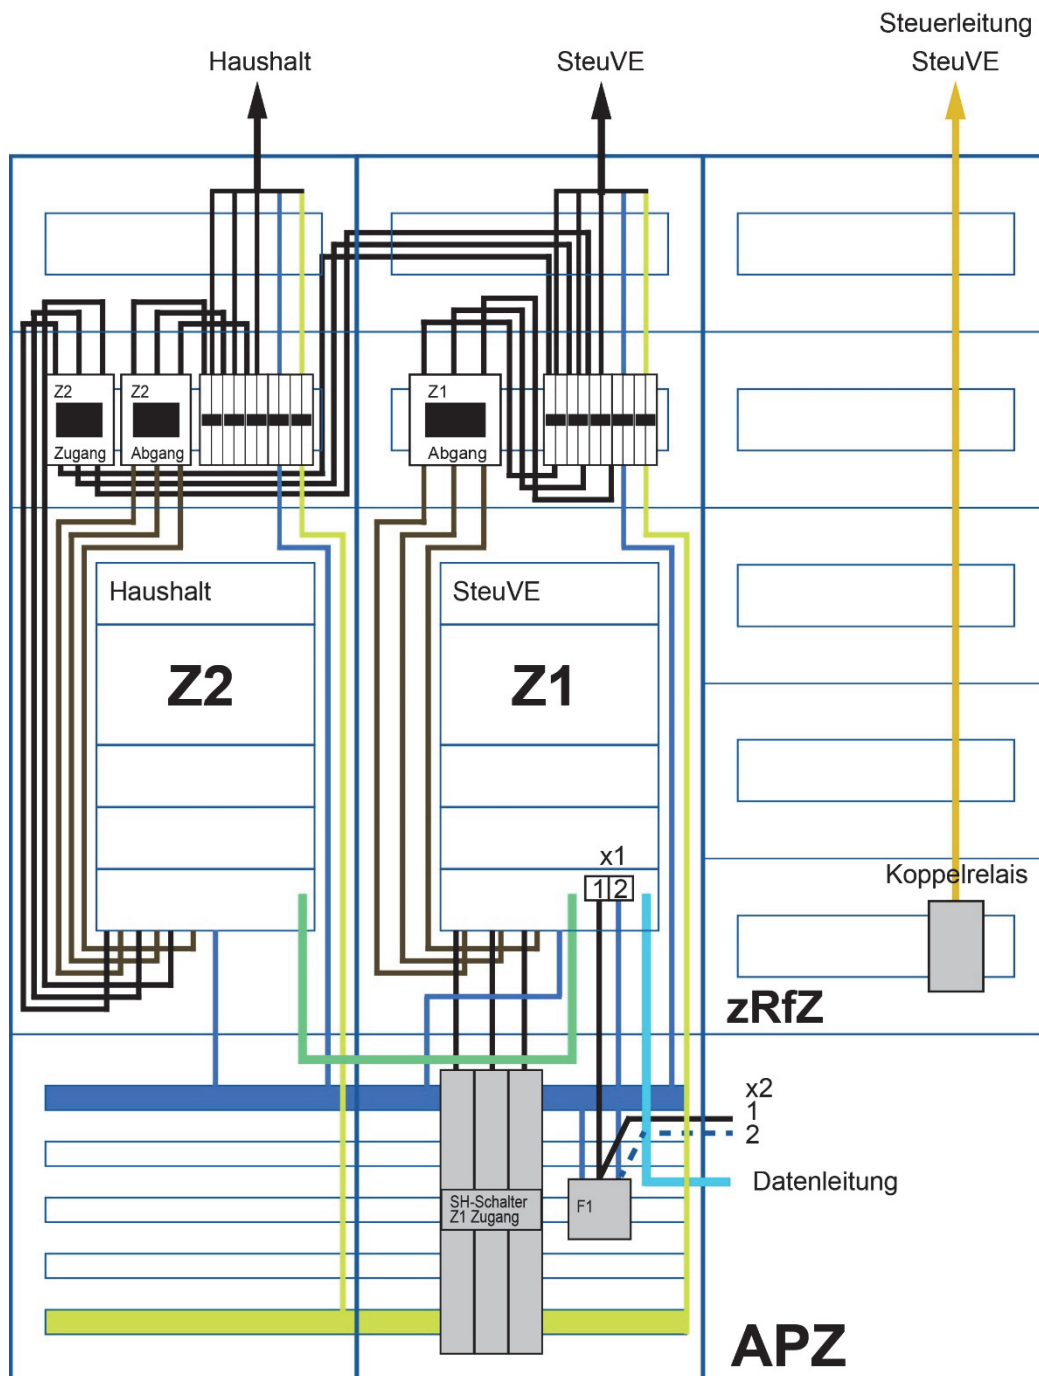 Steuerleitung
Haushalt
SteuVE
SteuVE
Z2
Zugang
Z2
Abgang
Z1
Abgang
Haushalt
Z2
SteuVE
Z1
x1
1 2
Koppelrelais
zRfZ
x2
1
2
Datenleitung
SH-Schalter
Z1 Zugang
F1
APZ